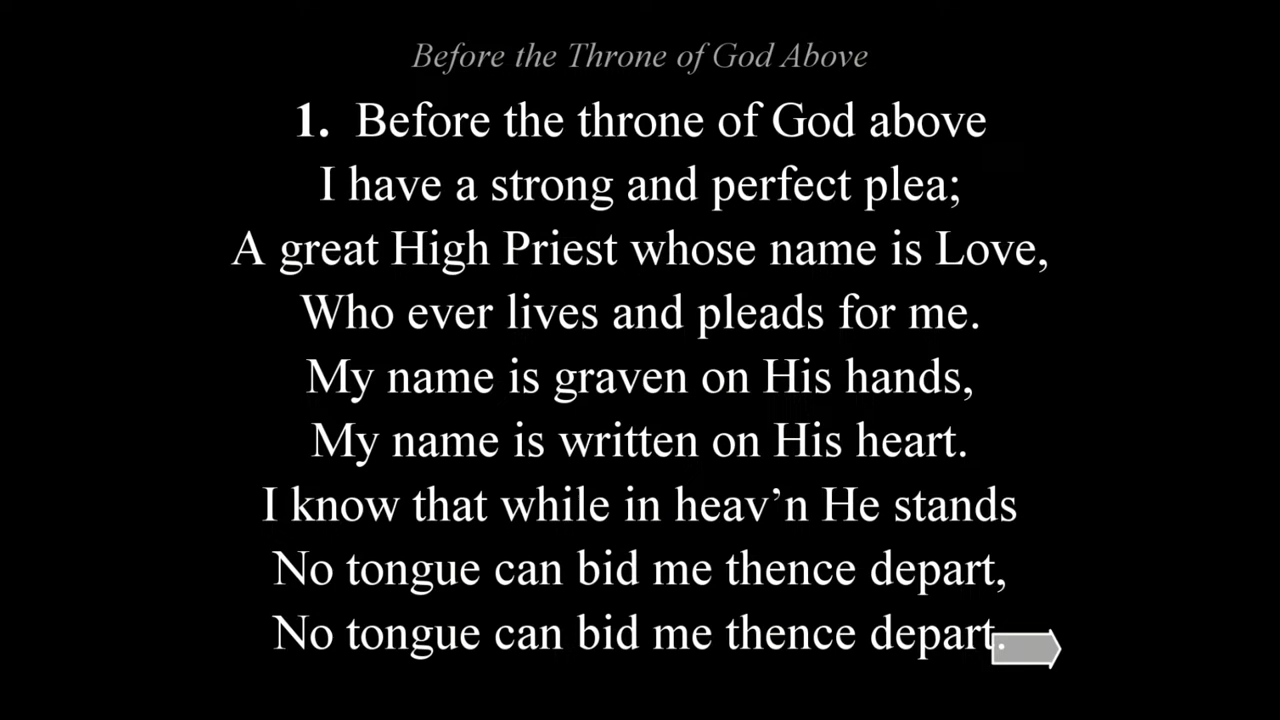 Before the Throne of God Above
1. Before the throne of God above
I have a strong and perfect plea;
A great High Priest whose name is Love,
Who ever lives and pleads for me.
My name is graven on His hands,
My name is written on His heart.
I know that while in heav’n He stands
No tongue can bid me thence depart,
No tongue can bid me thence depart.